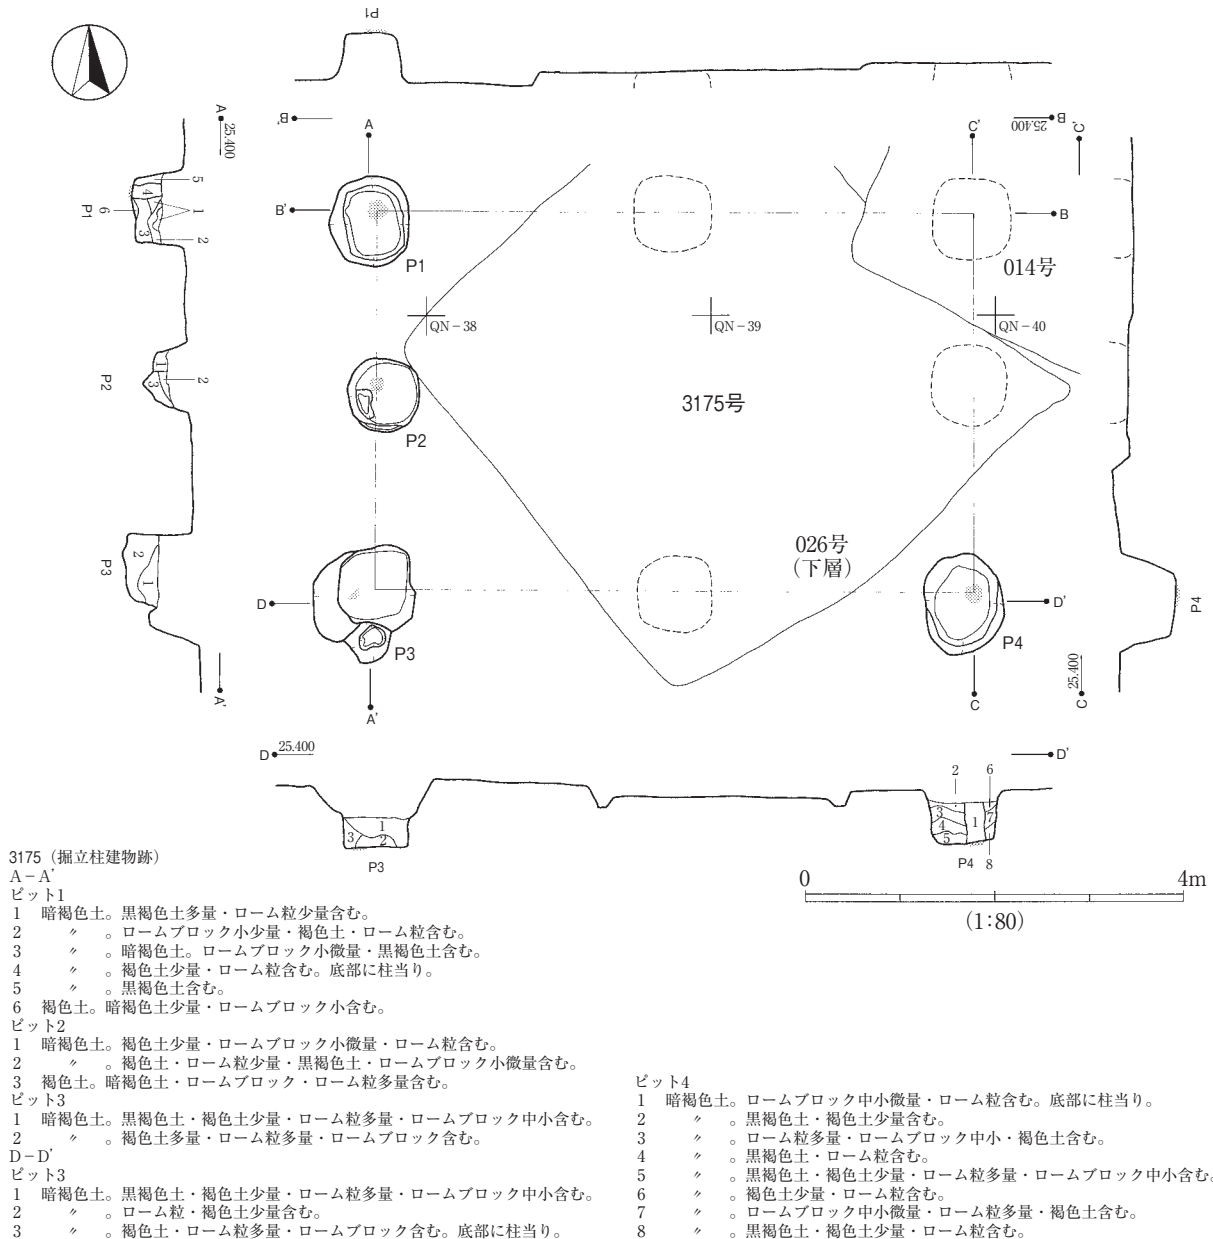 P1
A
25.400
B'
A
25.400
B
C'
C'
5
4
6
P1
1
3
2
B'
P1
B
014号
QN-38
QN-39
QN-40
1
P2
3
2
3175号
P2
026号
(下層)
2
P3
1
D
P3
D'
P4
P4
A'
A'
C
25.400
C
D
25.400
D'
2
6
1
3
2
3
4
5
1
7
P3
P4
8
0
4m
(1:80)
3175(掘立柱建物跡)
A-A'
ピット1
1 暗褐色土。黒褐色土多量・ローム粒少量含む。
2 〃 。ロームブロック小少量・褐色土・ローム粒含む。
3 〃 。暗褐色土。ロームブロック小微量・黒褐色土含む。
4 〃 。褐色土少量・ローム粒含む。底部に柱当り。
5 〃 。黒褐色土含む。
6 褐色土。暗褐色土少量・ロームブロック小含む。
ピット2
1 暗褐色土。褐色土少量・ロームブロック小微量・ローム粒含む。
2 〃 。褐色土・ローム粒少量・黒褐色土・ロームブロック小微量含む。
3 褐色土。暗褐色土・ロームブロック・ローム粒多量含む。
ピット3
1 暗褐色土。黒褐色土・褐色土少量・ローム粒多量・ロームブロック中小含む。
2 〃 。褐色土多量・ローム粒多量・ロームブロック含む。
D-D'
ピット3
1 暗褐色土。黒褐色土・褐色土少量・ローム粒多量・ロームブロック中小含む。
2 〃 。ローム粒・褐色土少量含む。
3 〃 。褐色土・ローム粒多量・ロームブロック含む。底部に柱当り。
ピット4
1 暗褐色土。ロームブロック中小微量・ローム粒含む。底部に柱当り。
2 〃 。黒褐色土・褐色土少量含む。
3 〃 。ローム粒多量・ロームブロック中小・褐色土含む。
4 〃 。黒褐色土・ローム粒含む。
5 〃 。黒褐色土・褐色土少量・ローム粒多量・ロームブロック中小含む。
6 〃 。褐色土少量・ローム粒含む。
7 〃 。ロームブロック中小微量・ローム粒多量・褐色土含む。
8 〃 。黒褐色土・褐色土少量・ローム粒含む。